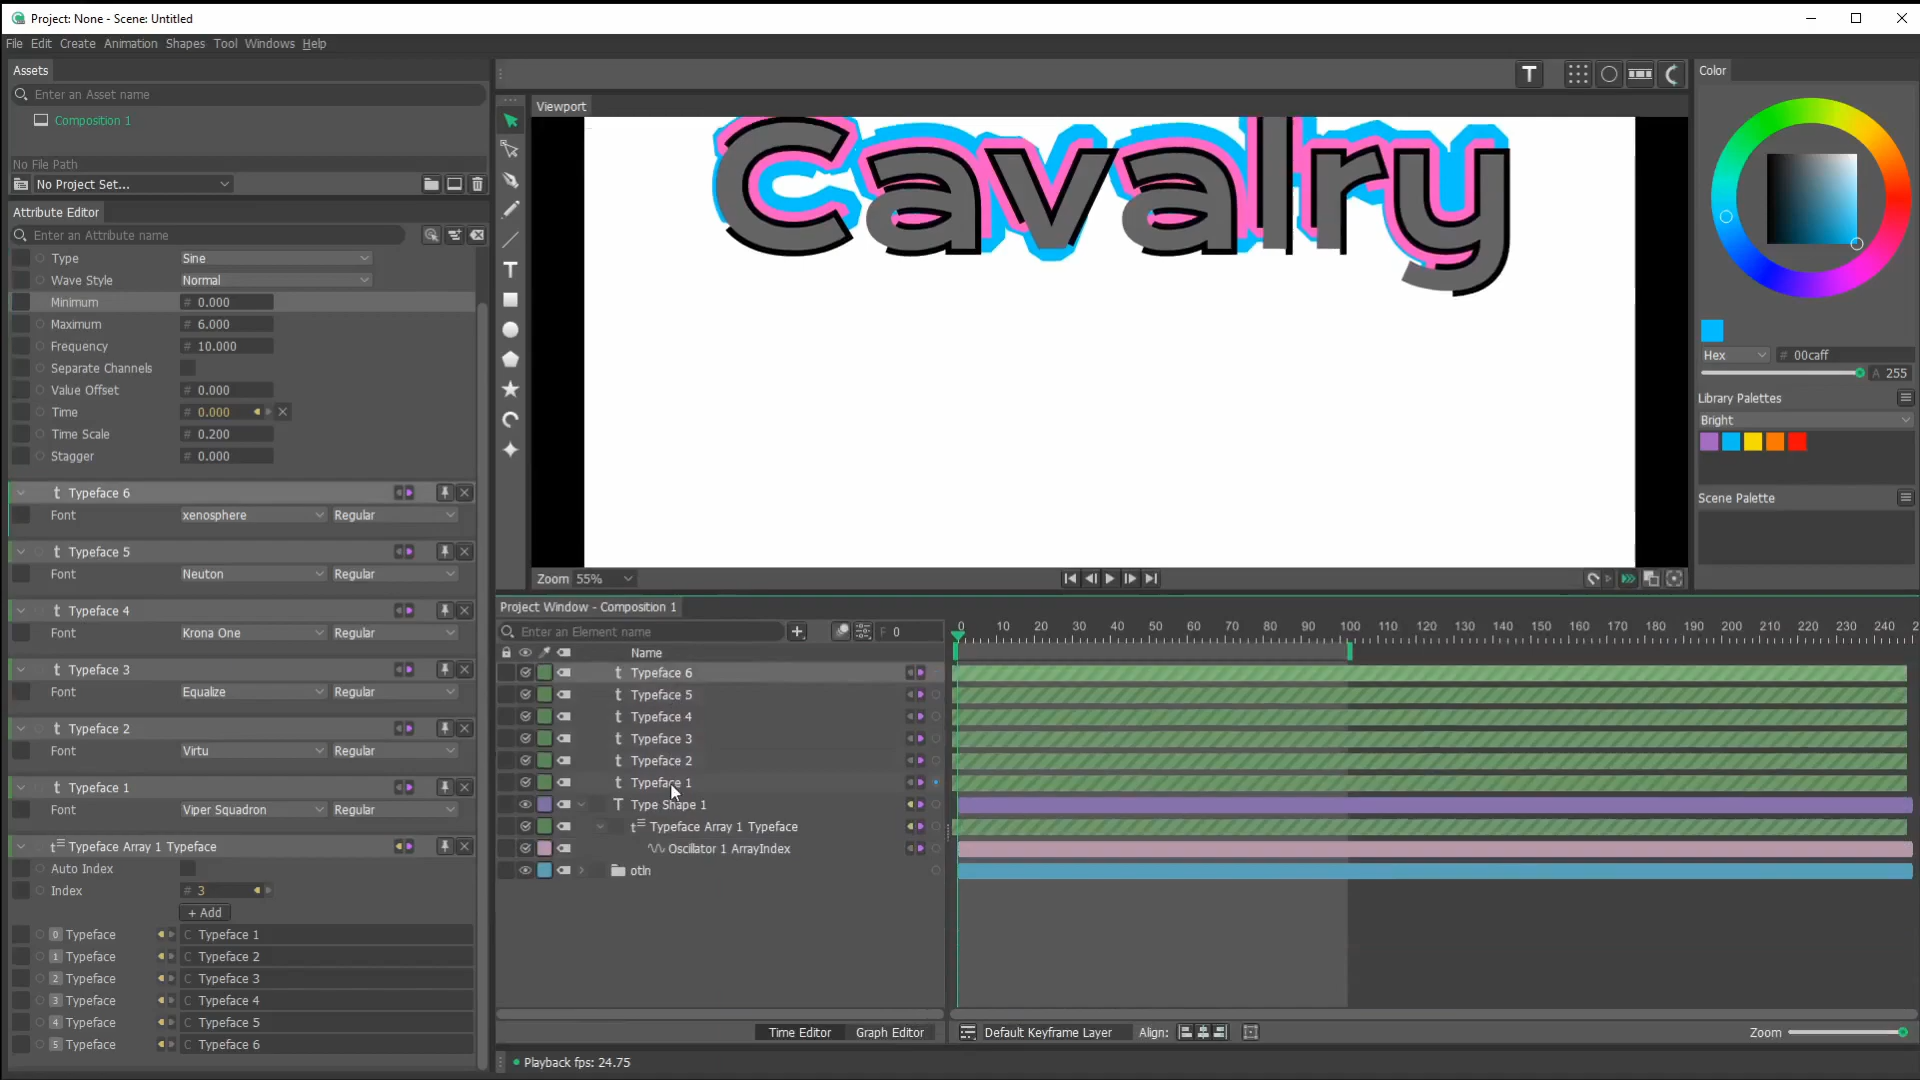 Project: None - Scene: Untitled
File Edit Create Animation Shapes Tool Windows Help
Assets
Enter an Asset name
Composition 1
No File Path
No Project Set...
Attribute Editor
Enter an Attribute name
Type Sine
Wave Style Normal
Minimum # 0.000
Maximum # 6.000
Frequency # 10.000
Separate Channels
Value Offset # 0.000
Time # 0.000
Time Scale # 0.200
Stagger # 0.000
Typeface 6
Font xenosphere Regular
Typeface 5
Font Neuton Regular
Typeface 4
Font Krona One Regular
Typeface 3
Font Equalize Regular
Typeface 2
Font Virtu Regular
Typeface 1
Font Viper Squadron Regular
Typeface Array 1 Typeface
Auto Index
Index # 3
+ Add
0 Typeface C Typeface 1
1 Typeface C Typeface 2
2 Typeface C Typeface 3
3 Typeface C Typeface 4
4 Typeface C Typeface 5
5 Typeface C Typeface 6
Viewport
Cavalry
Zoom 55%
Color
Hex # 00caff
A 255
Library Palettes
Bright
Scene Palette
Project Window - Composition 1
Enter an Element name
F 0
0 10 20 30 40 50 60 70 80 90 100 110 120 130 140 150 160 170 180 190 200 210 220 230 240 2
Name
Typeface 6
Typeface 5
Typeface 4
Typeface 3
Typeface 2
Typeface 1
Type Shape 1
Typeface Array 1 Typeface
Oscillator 1 ArrayIndex
otln
Time Editor Graph Editor
Default Keyframe Layer Align:
Zoom
Playback fps: 24.75